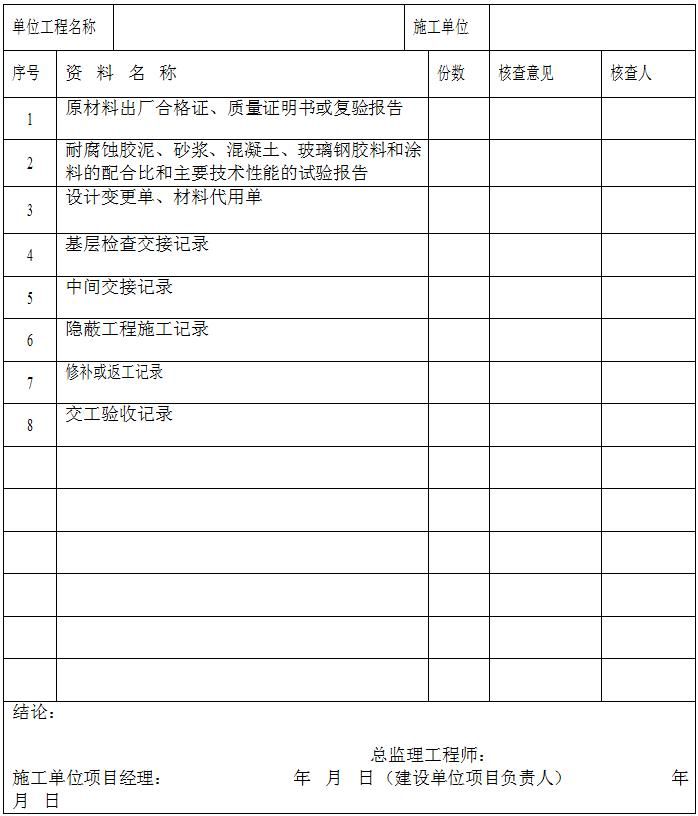 单位工程名称 施工单位
序号 资 料 名 称 份数 核查意见 核查人
1 原材料出厂合格证、质量证明书或复验报告
2 耐腐蚀胶泥、砂浆、混凝土、玻璃钢胶料和涂
料的配合比和主要技术性能的试验报告
3 设计变更单、材料代用单
4 基层检查交接记录
5 中间交接记录
6 隐蔽工程施工记录
7 修补或返工记录
8 交工验收记录
结论：
总监理工程师：
施工单位项目经理： 年 月 日（建设单位项目负责人） 年
月 日